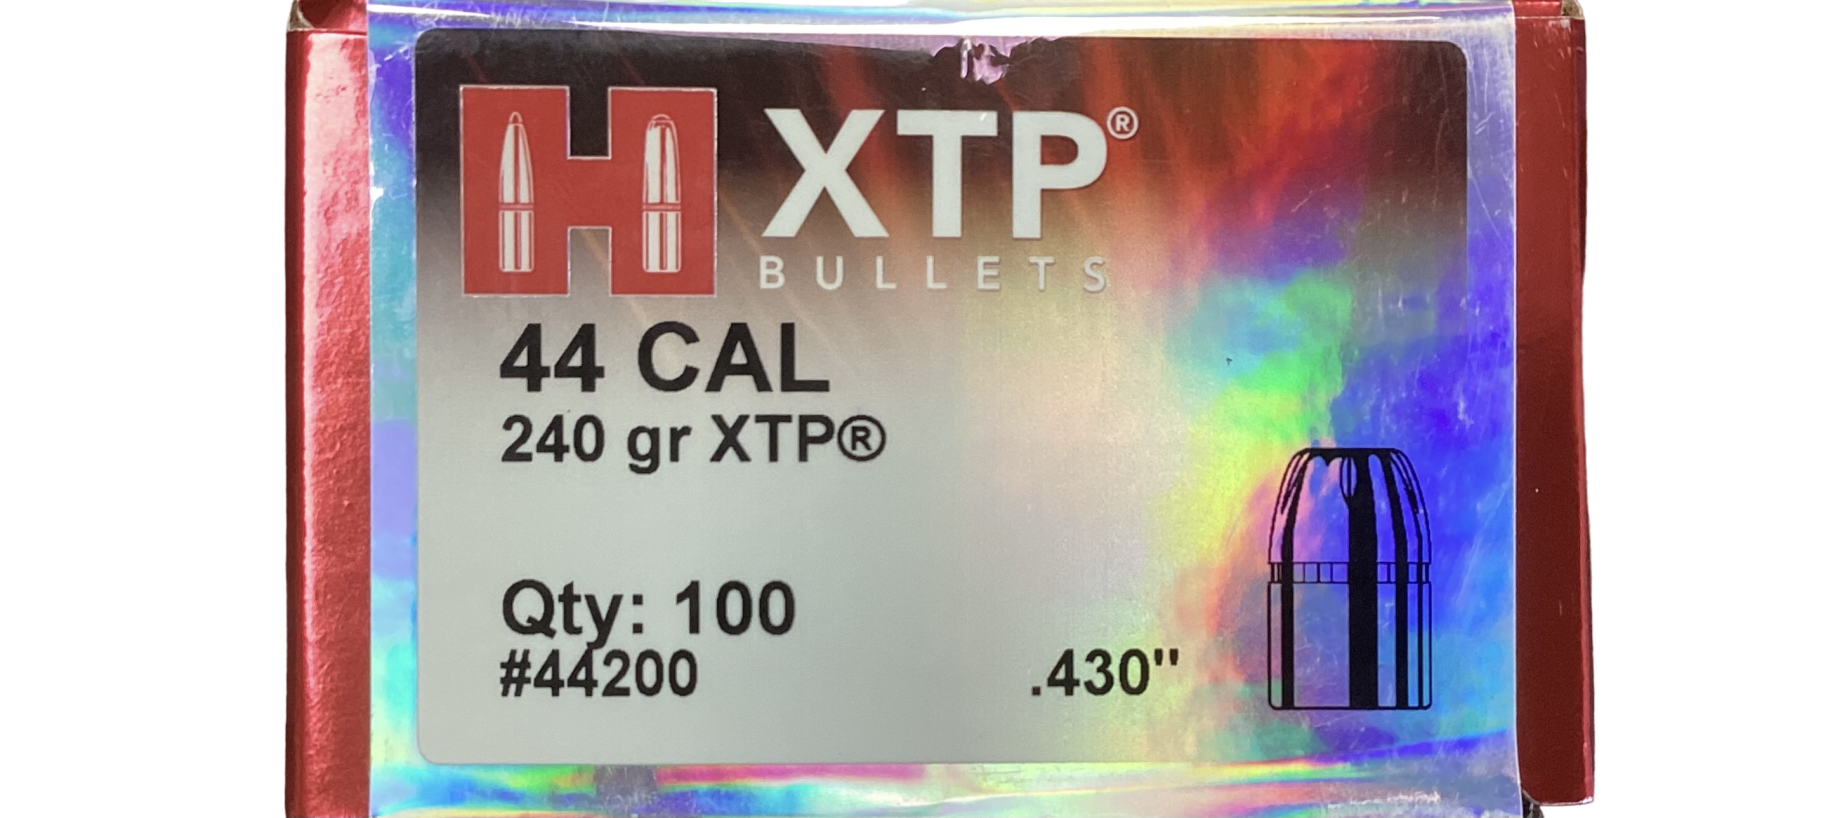 H XTP®
BULLETS
44 CAL
240 gr XTP®
Qty: 100
#44200
.430"